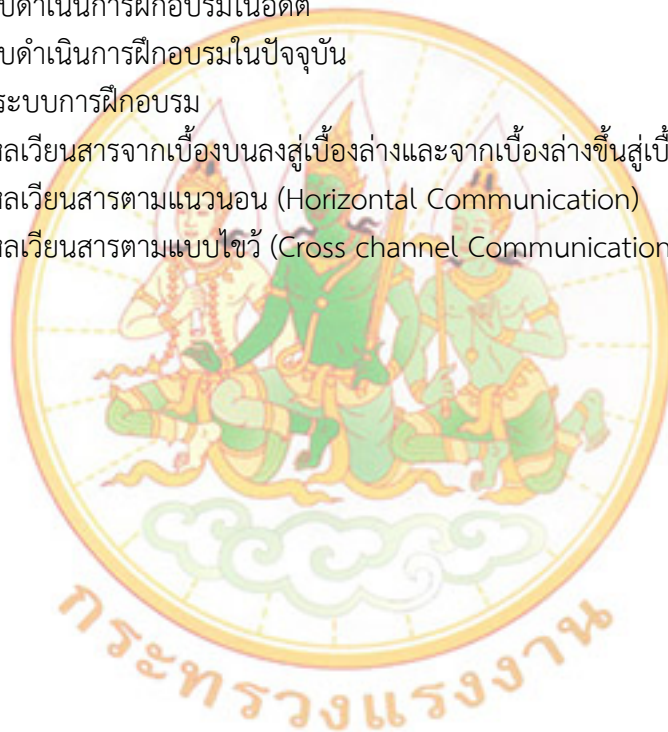 บดำเนินการฝึกอบรมในอดีต
บดำเนินการฝึกอบรมในปัจจุบัน
ระบบการฝึกอบรม
หลเวียนสารจากเบื้องบนลงสู่เบื้องล่างและจากเบื้องล่างขึ้นสู่เบื้
หลเวียนสารตามแนวนอน (Horizontal Communication)
หลเวียนสารตามแบบไขว้ (Cross channel Communication
กระทรวงแรงงาน